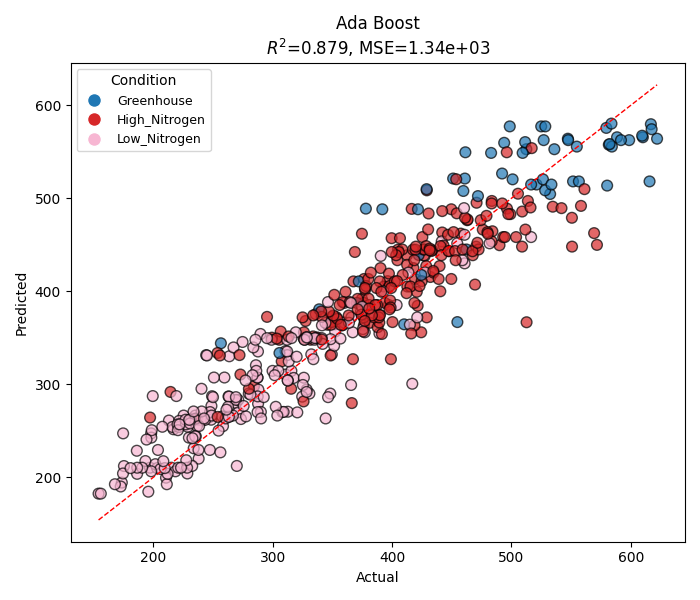 Ada Boost
R²=0.879, MSE=1.34e+03
Condition
Greenhouse
High_Nitrogen
Low_Nitrogen
600
500
400
300
200
Predicted
200 300 400 500 600
Actual